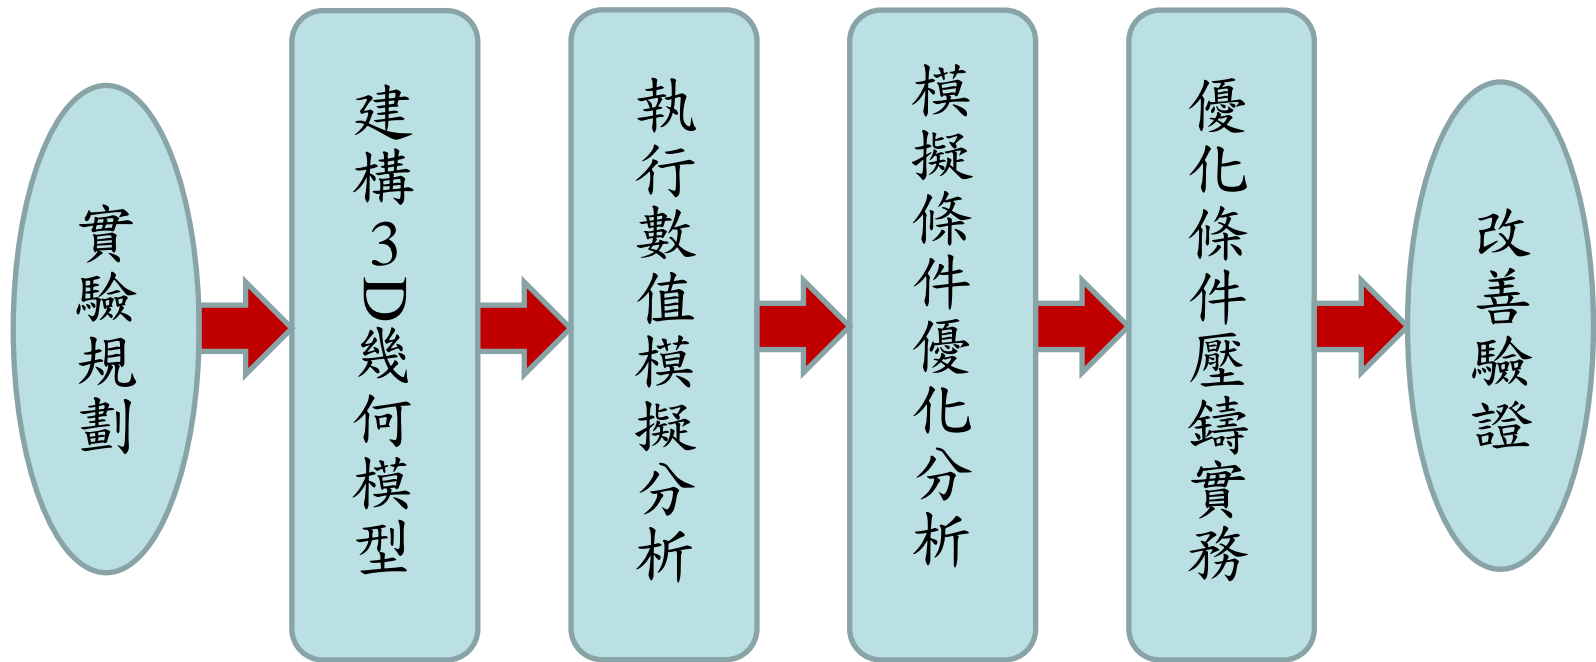 實驗規劃
建構3D幾何模型
執行數值模擬分析
模擬條件優化分析
優化條件壓鑄實務
改善驗證